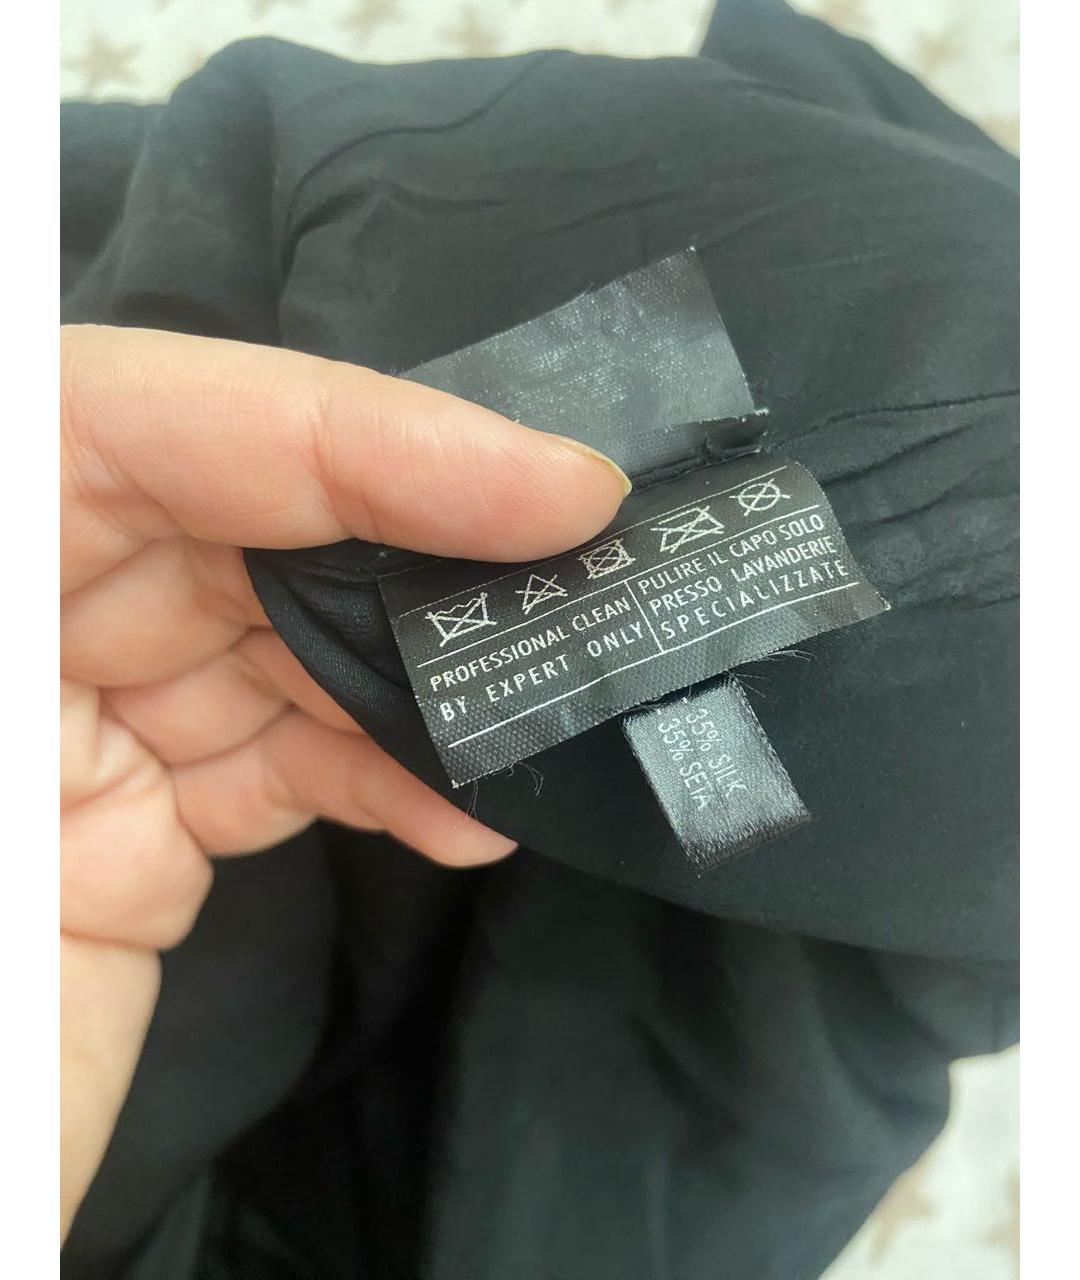 PROFESSIONAL CLEAN
BY EXPERT ONLY
PULIRE IL CAPO SOLO
PRESSO LAVANDERIE
SPECIALIZZATE
35% SILK
35% SETA